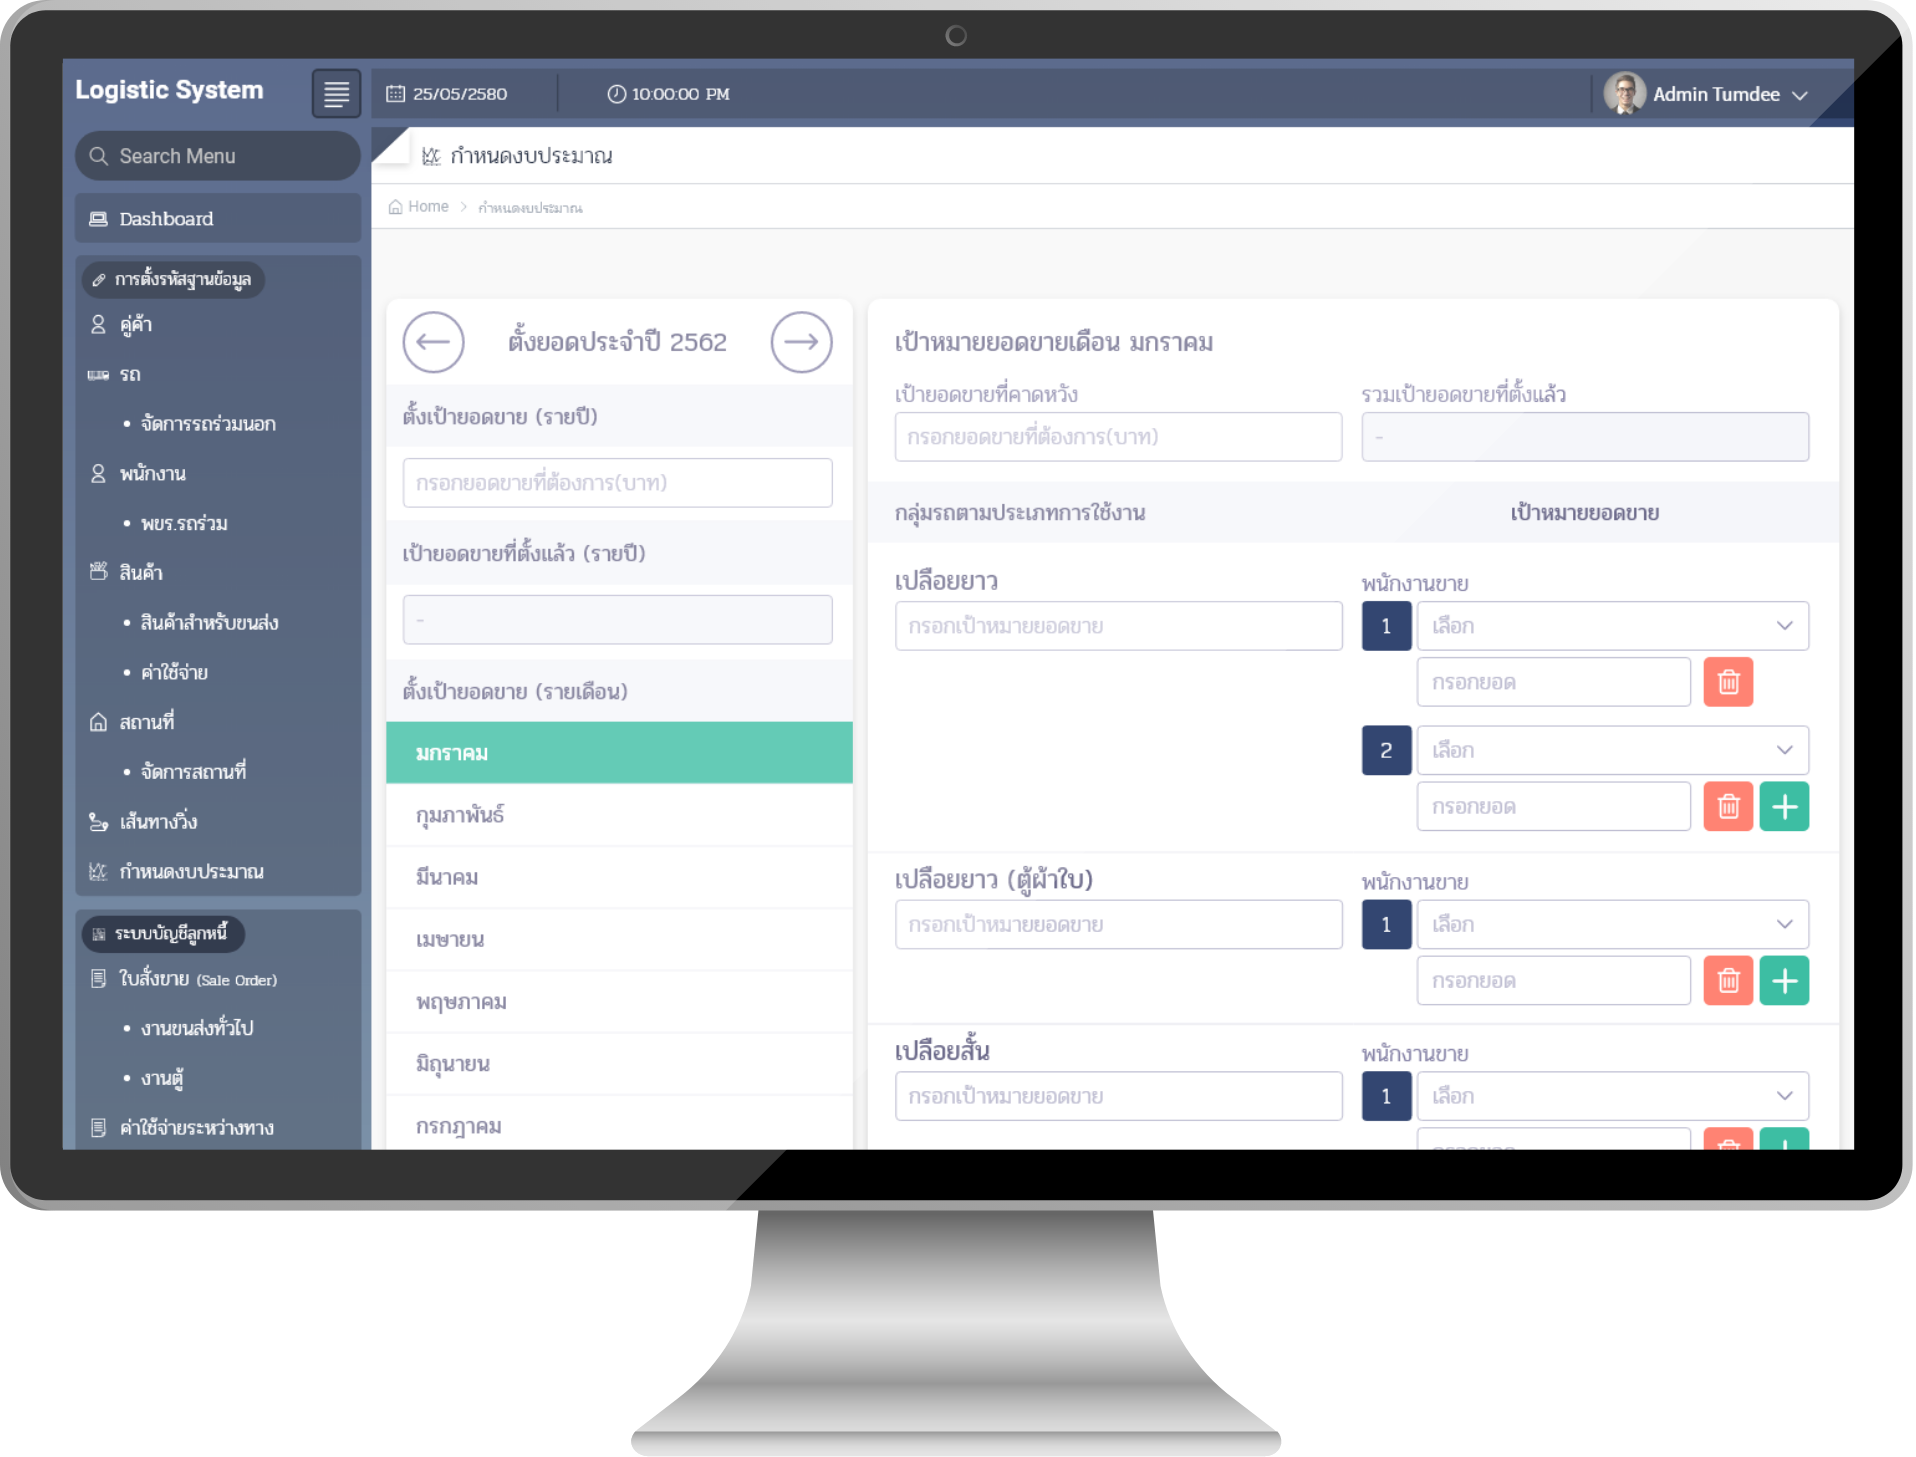 Logistic System
25/05/2580
10:00:00 PM
Admin Tumdee
Search Menu
Dashboard
การตั้งรหัสฐานข้อมูล
คู่ค้า
รถ
จัดการรถร่วมนอก
พนักงาน
พขร.รถร่วม
สินค้า
สินค้าสำหรับขนส่ง
ค่าใช้จ่าย
สถานที่
จัดการสถานที่
เส้นทางวิ่ง
กำหนดงบประมาณ
ระบบบัญชีลูกหนี้
ใบสั่งขาย (Sale Order)
งานขนส่งทั่วไป
งานตู้
ค่าใช้จ่ายระหว่างทาง
กำหนดงบประมาณ
Home > กำหนดงบประมาณ
ตั้งยอดประจำปี 2562
ตั้งเป้ายอดขาย (รายปี)
กรอกยอดขายที่ต้องการ(บาท)
เป้ายอดขายที่ตั้งแล้ว (รายปี)
-
ตั้งเป้ายอดขาย (รายเดือน)
มกราคม
กุมภาพันธ์
มีนาคม
เมษายน
พฤษภาคม
มิถุนายน
กรกฎาคม
เป้าหมายยอดขายเดือน มกราคม
เป้ายอดขายที่คาดหวัง
รวมเป้ายอดขายที่ตั้งแล้ว
กรอกยอดขายที่ต้องการ(บาท)
-
กลุ่มรถตามประเภทการใช้งาน
เป้าหมายยอดขาย
เปลือยยาว
พนักงานขาย
กรอกเป้าหมายยอดขาย
1 เลือก
กรอกยอด
2 เลือก
กรอกยอด
เปลือยยาว (ตู้ผ้าใบ)
พนักงานขาย
กรอกเป้าหมายยอดขาย
1 เลือก
กรอกยอด
เปลือยสั้น
พนักงานขาย
กรอกเป้าหมายยอดขาย
1 เลือก